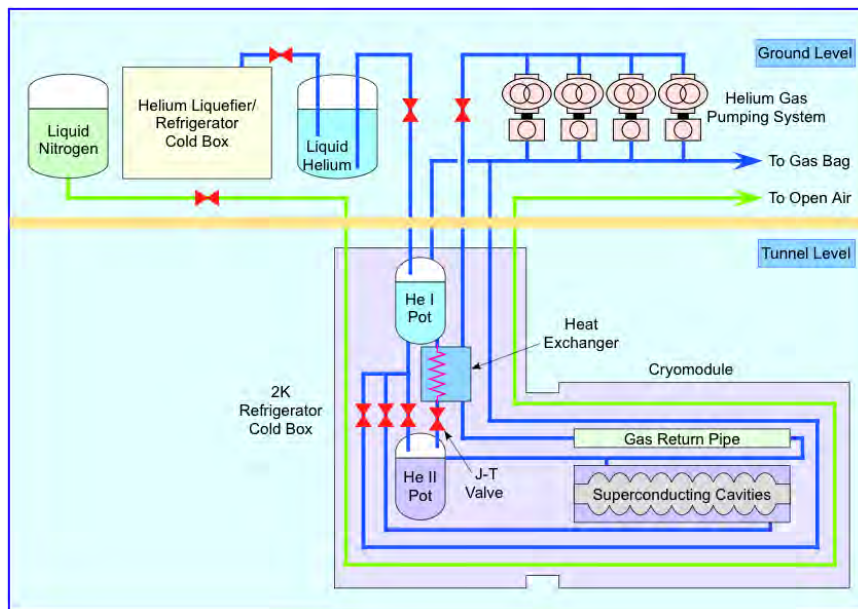 Ground Level
Liquid
Nitrogen
Helium Liquefier/
Refrigerator
Cold Box
Liquid
Helium
Helium Gas
Pumping System
To Gas Bag
To Open Air
Tunnel Level
He I
Pot
Heat
Exchanger
Cryomodule
2K
Refrigerator
Cold Box
Gas Return Pipe
He II
Pot
J-T
Valve
Superconducting Cavities